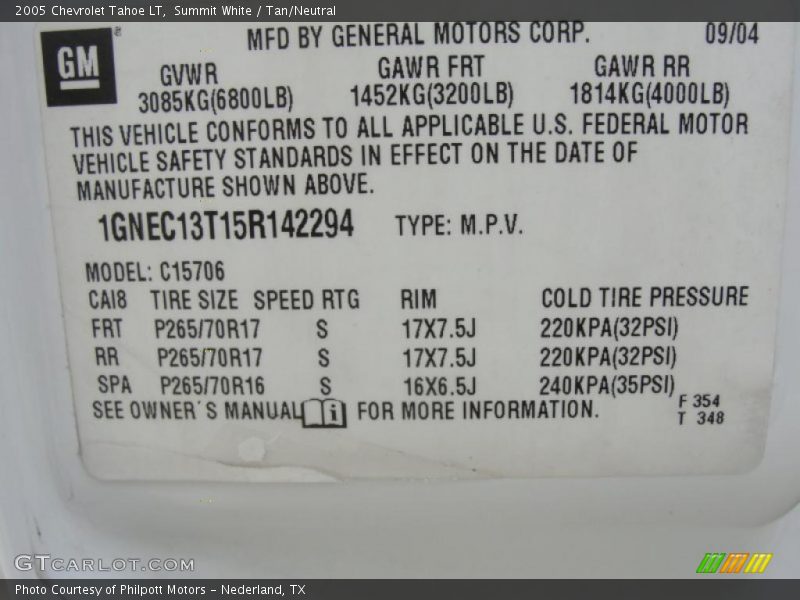 2005 Chevrolet Tahoe LT, Summit White / Tan/Neutral
GM ®
MFD BY GENERAL MOTORS CORP. 09/04
GVWR GAWR FRT GAWR RR
3085KG(6800LB) 1452KG(3200LB) 1814KG(4000LB)
THIS VEHICLE CONFORMS TO ALL APPLICABLE U.S. FEDERAL MOTOR
VEHICLE SAFETY STANDARDS IN EFFECT ON THE DATE OF
MANUFACTURE SHOWN ABOVE.
1GNEC13T15R142294 TYPE: M.P.V.
MODEL: C15706
CAI8 TIRE SIZE SPEED RTG RIM COLD TIRE PRESSURE
FRT P265/70R17 S 17X7.5J 220KPA(32PSI)
RR P265/70R17 S 17X7.5J 220KPA(32PSI)
SPA P265/70R16 S 16X6.5J 240KPA(35PSI)
SEE OWNER'S MANUAL i FOR MORE INFORMATION.
F 354
T 348
GTCARLOT.COM
Photo Courtesy of Philpott Motors - Nederland, TX